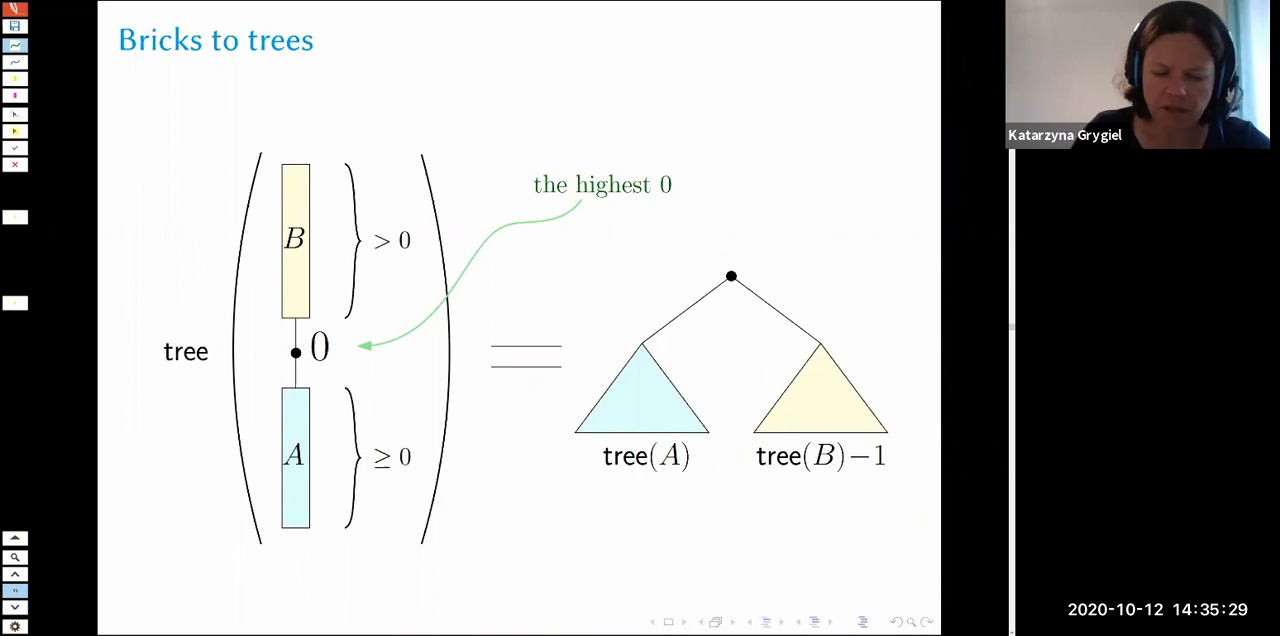 Bricks to trees
the highest 0
B
> 0
tree
0
A
≥ 0
tree(A)
tree(B) − 1
Katarzyna Grygiel
2020-10-12 14:35:29